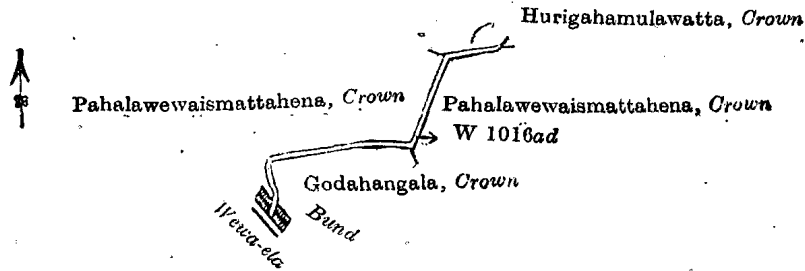 Hurigahamulawatta, Crown
Pahalawewaismattahena, Crown
Pahalawewaismattahena, Crown
W 1016ad
Godahangala, Crown
Bund
Wewa-ela